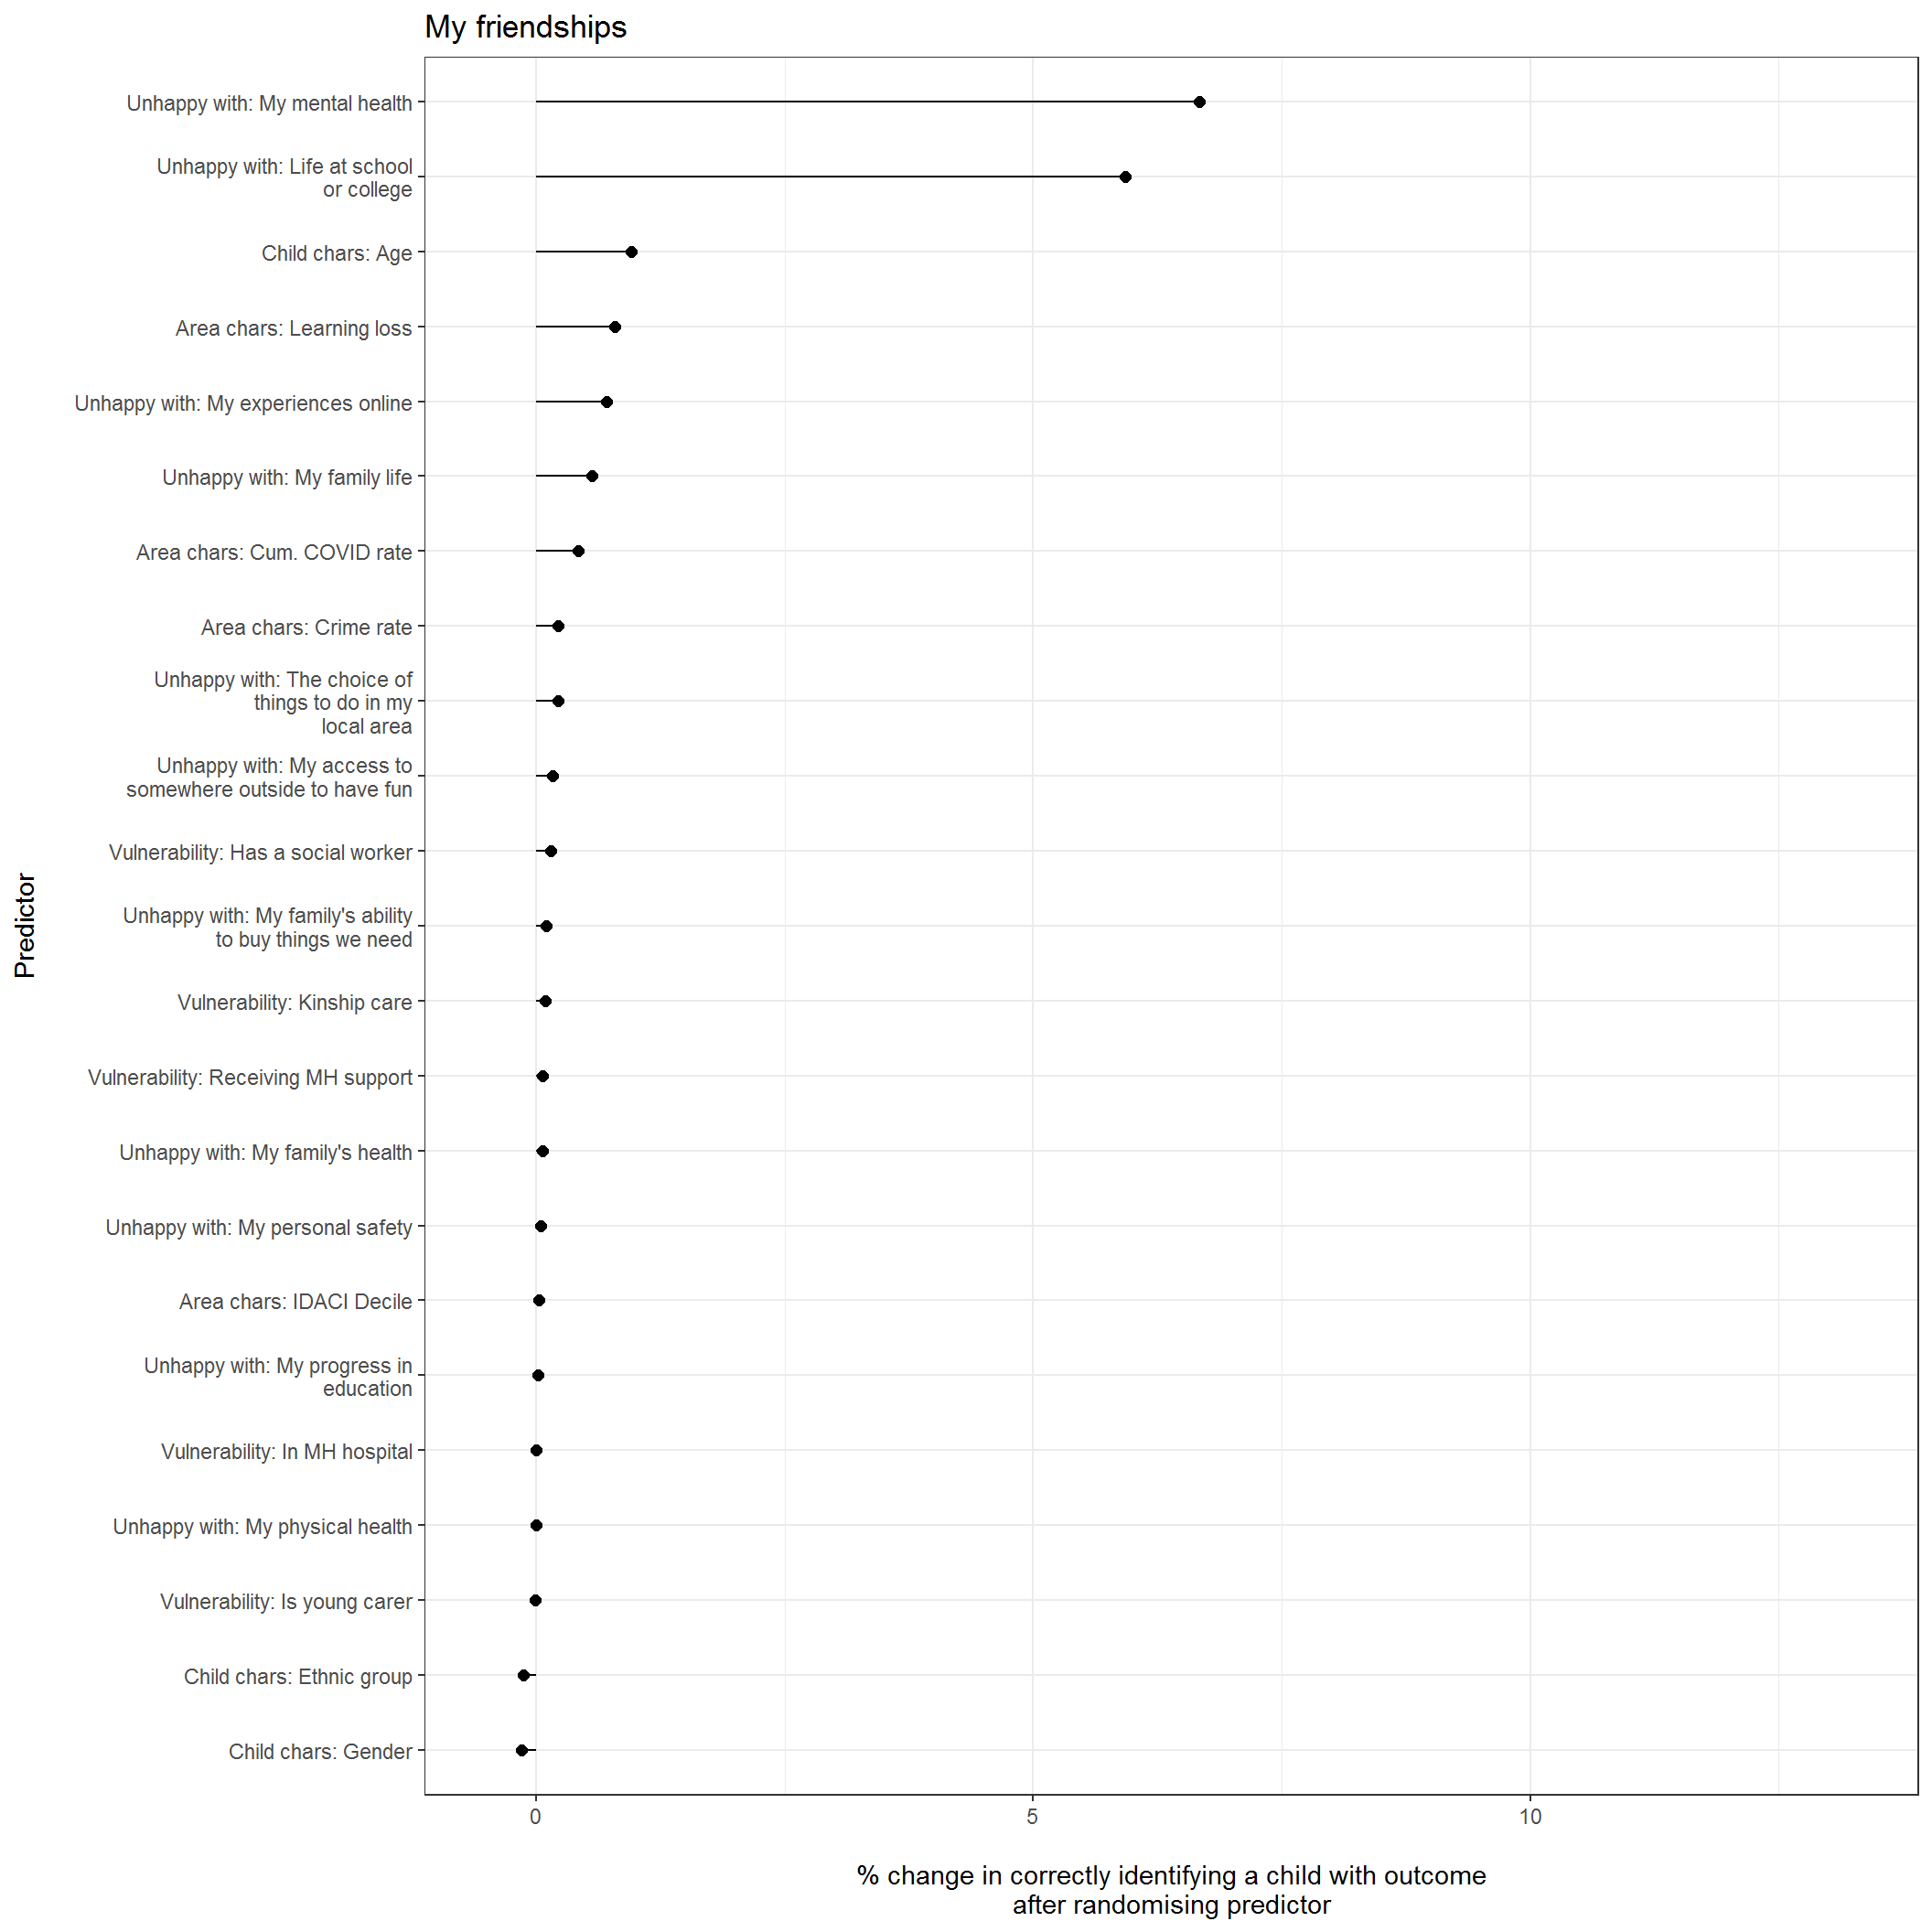 My friendships
Unhappy with: My mental health
Unhappy with: Life at school
or college
Child chars: Age
Area chars: Learning loss
Unhappy with: My experiences online
Unhappy with: My family life
Area chars: Cum. COVID rate
Area chars: Crime rate
Unhappy with: The choice of
things to do in my
local area
Unhappy with: My access to
somewhere outside to have fun
Vulnerability: Has a social worker
Unhappy with: My family's ability
to buy things we need
Vulnerability: Kinship care
Vulnerability: Receiving MH support
Unhappy with: My family's health
Unhappy with: My personal safety
Area chars: IDACI Decile
Unhappy with: My progress in
education
Vulnerability: In MH hospital
Unhappy with: My physical health
Vulnerability: Is young carer
Child chars: Ethnic group
Child chars: Gender
Predictor
0 5 10
% change in correctly identifying a child with outcome
after randomising predictor